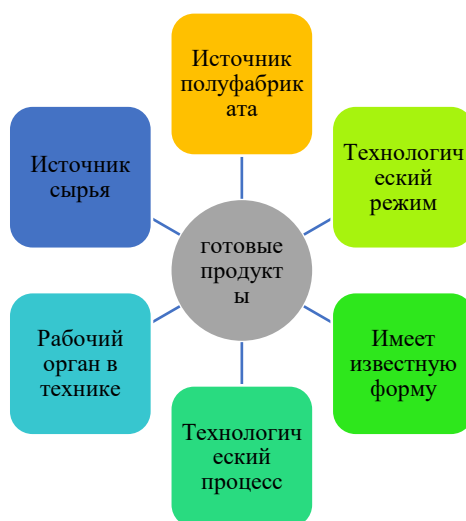 Источник
полуфабрик
ата
Источник
сырья
Технологич
еский
режим
готовые
продукт
ы
Рабочий
орган в
технике
Имеет
известную
форму
Технологич
еский
процесс